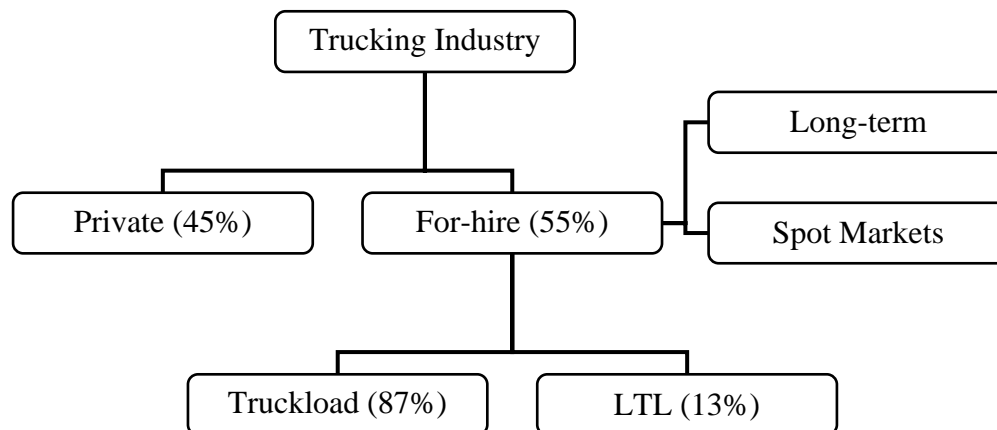 Trucking Industry
Long-term
Private (45%)
For-hire (55%)
Spot Markets
Truckload (87%)
LTL (13%)